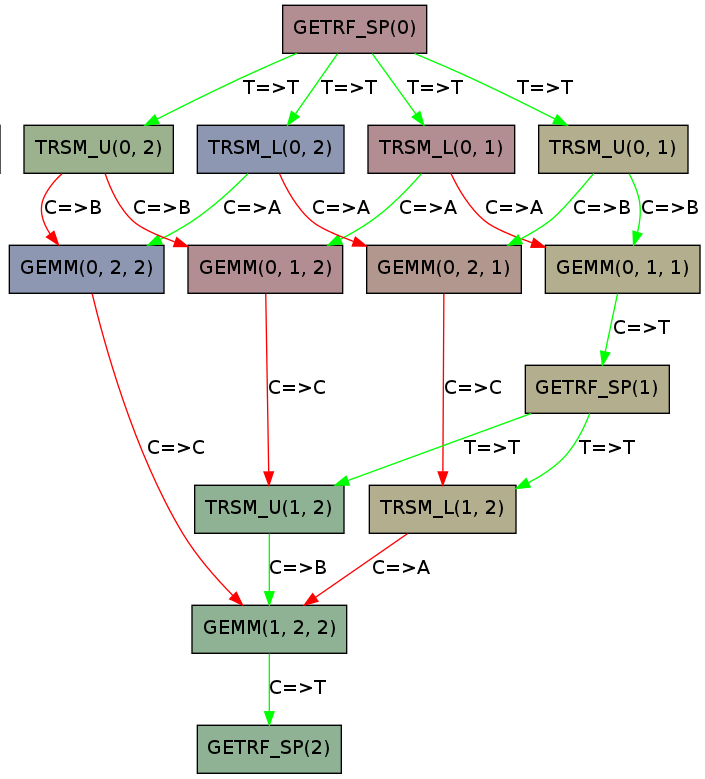 GETRF_SP(0)
T=>T T=>T T=>T T=>T
TRSM_U(0, 2) TRSM_L(0, 2) TRSM_L(0, 1) TRSM_U(0, 1)
C=>B C=>B C=>A C=>A C=>A C=>A C=>B C=>B
GEMM(0, 2, 2) GEMM(0, 1, 2) GEMM(0, 2, 1) GEMM(0, 1, 1)
C=>T
C=>C C=>C GETRF_SP(1)
C=>C T=>T T=>T
TRSM_U(1, 2) TRSM_L(1, 2)
C=>B C=>A
GEMM(1, 2, 2)
C=>T
GETRF_SP(2)